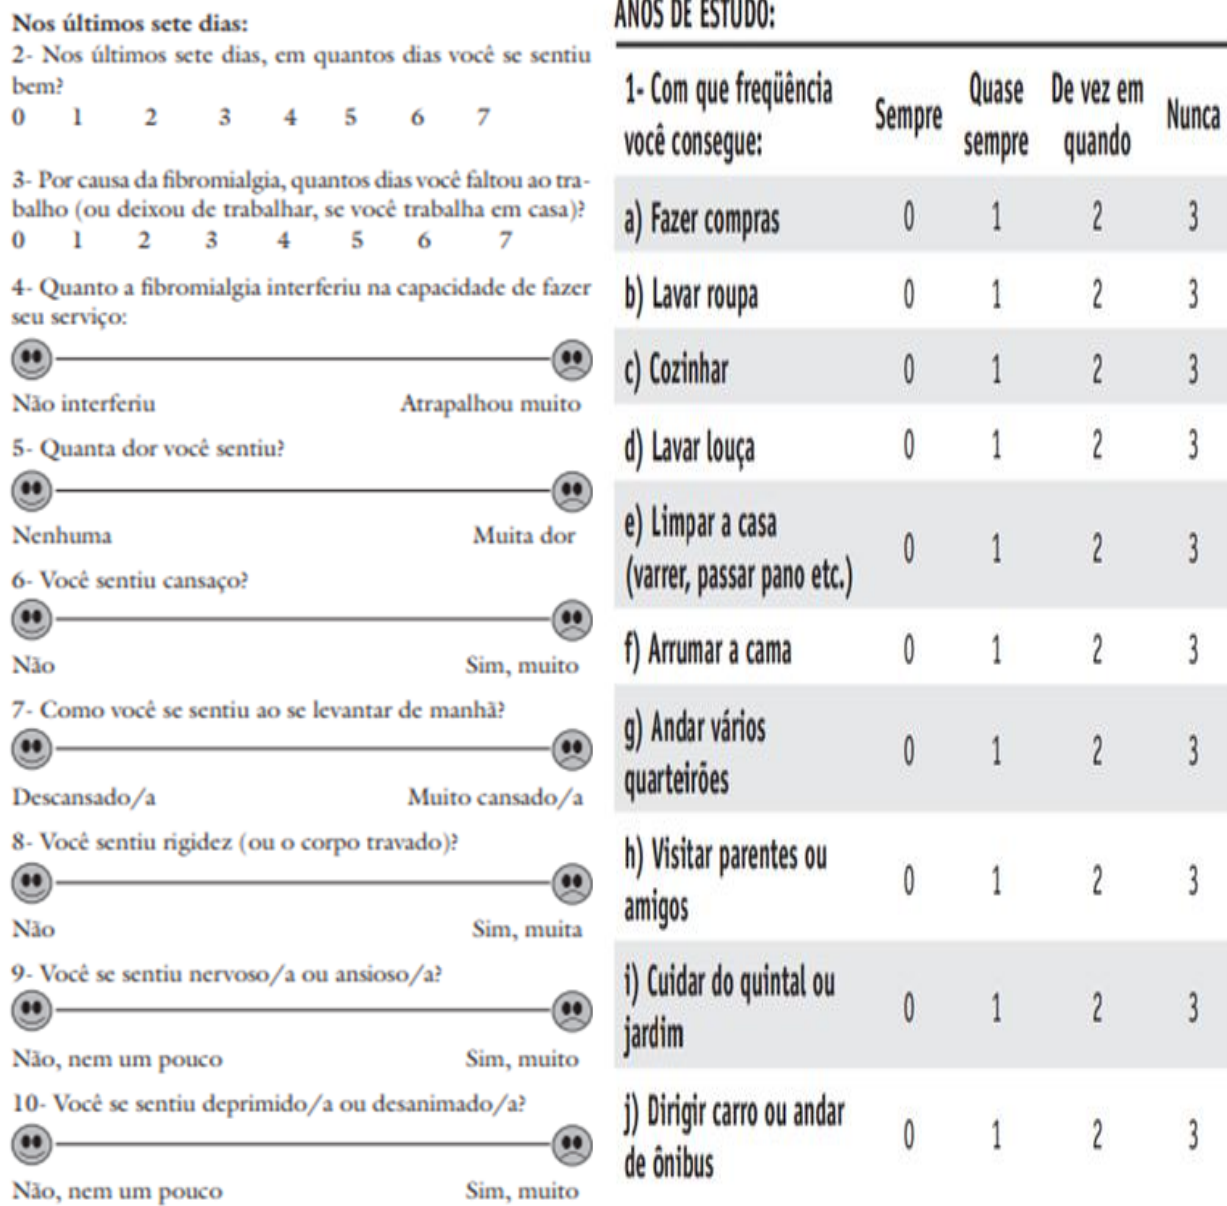 Nos últimos sete dias:
2- Nos últimos sete dias, em quantos dias você se sentiu
bem?
0 1 2 3 4 5 6 7
3- Por causa da fibromialgia, quantos dias você faltou ao tra-
balho (ou deixou de trabalhar, se você trabalha em casa)?
0 1 2 3 4 5 6 7
4- Quanto a fibromialgia interferiu na capacidade de fazer
seu serviço:
Não interferiu Atrapalhou muito
5- Quanta dor você sentiu?
Nenhuma Muita dor
6- Você sentiu cansaço?
Não Sim, muito
7- Como você se sentiu ao se levantar de manhã?
Descansado/a Muito cansado/a
8- Você sentiu rigidez (ou o corpo travado)?
Não Sim, muita
9- Você se sentiu nervoso/a ou ansioso/a?
Não, nem um pouco Sim, muito
10- Você se sentiu deprimido/a ou desanimado/a?
Não, nem um pouco Sim, muito
ANOS DE ESTUDO:
1- Com que freqüência
você consegue:
Sempre
Quase
sempre
De vez em
quando
Nunca
a) Fazer compras 0 1 2 3
b) Lavar roupa 0 1 2 3
c) Cozinhar 0 1 2 3
d) Lavar louça 0 1 2 3
e) Limpar a casa
(varrer, passar pano etc.) 0 1 2 3
f) Arrumar a cama 0 1 2 3
g) Andar vários
quarteirões 0 1 2 3
h) Visitar parentes ou
amigos 0 1 2 3
i) Cuidar do quintal ou
jardim 0 1 2 3
j) Dirigir carro ou andar
de ônibus 0 1 2 3